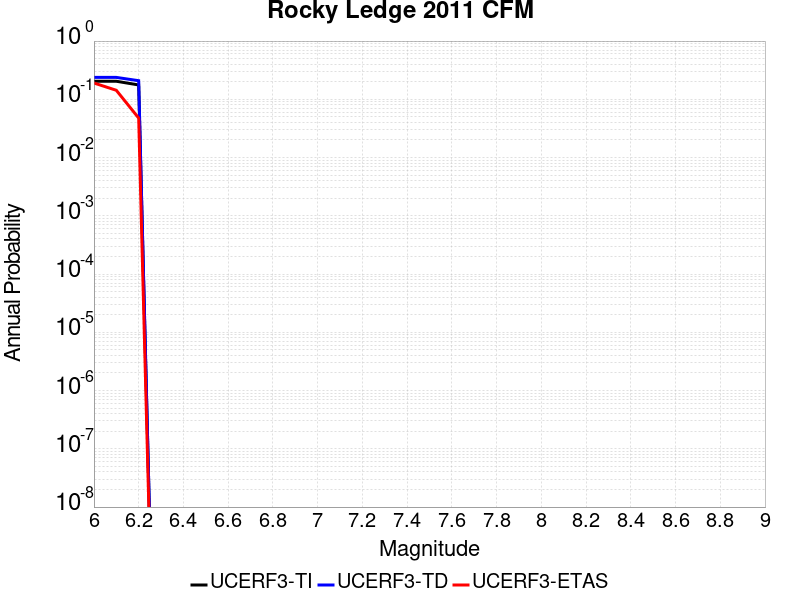 Rocky Ledge 2011 CFM
Annual Probability
10^0
10^-1
10^-2
10^-3
10^-4
10^-5
10^-6
10^-7
10^-8
6 6.2 6.4 6.6 6.8 7 7.2 7.4 7.6 7.8 8 8.2 8.4 8.6 8.8 9
Magnitude
UCERF3-TI UCERF3-TD UCERF3-ETAS